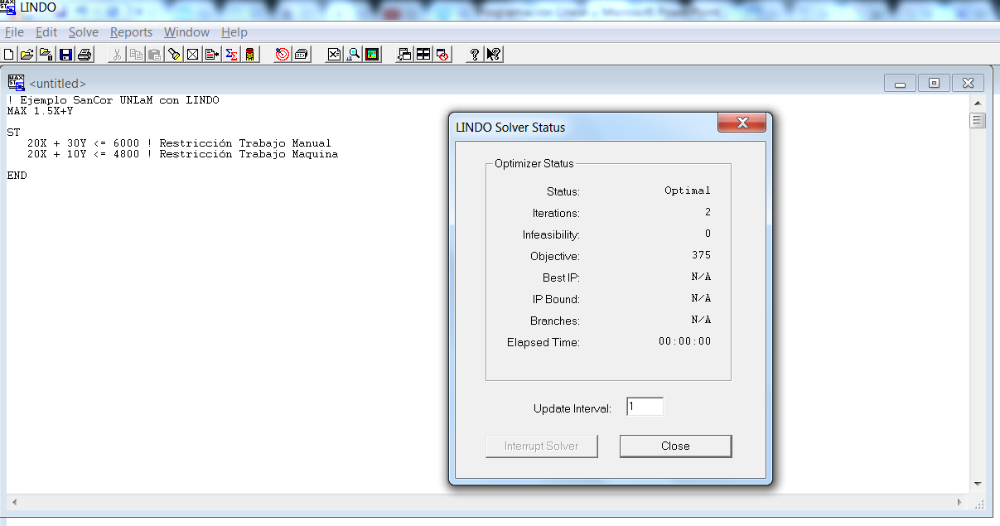 LINDO
File Edit Solve Reports Window Help
<untitled>
! Ejemplo SanCor UNLaM con LINDO
MAX 1.5X+Y
ST
20X + 30Y <= 6000 ! Restricción Trabajo Manual
20X + 10Y <= 4800 ! Restricción Trabajo Maquina
END
LINDO Solver Status
Optimizer Status
Status: Optimal
Iterations: 2
Infeasibility: 0
Objective: 375
Best IP: N/A
IP Bound: N/A
Branches: N/A
Elapsed Time: 00:00:00
Update Interval: 1
Interrupt Solver Close